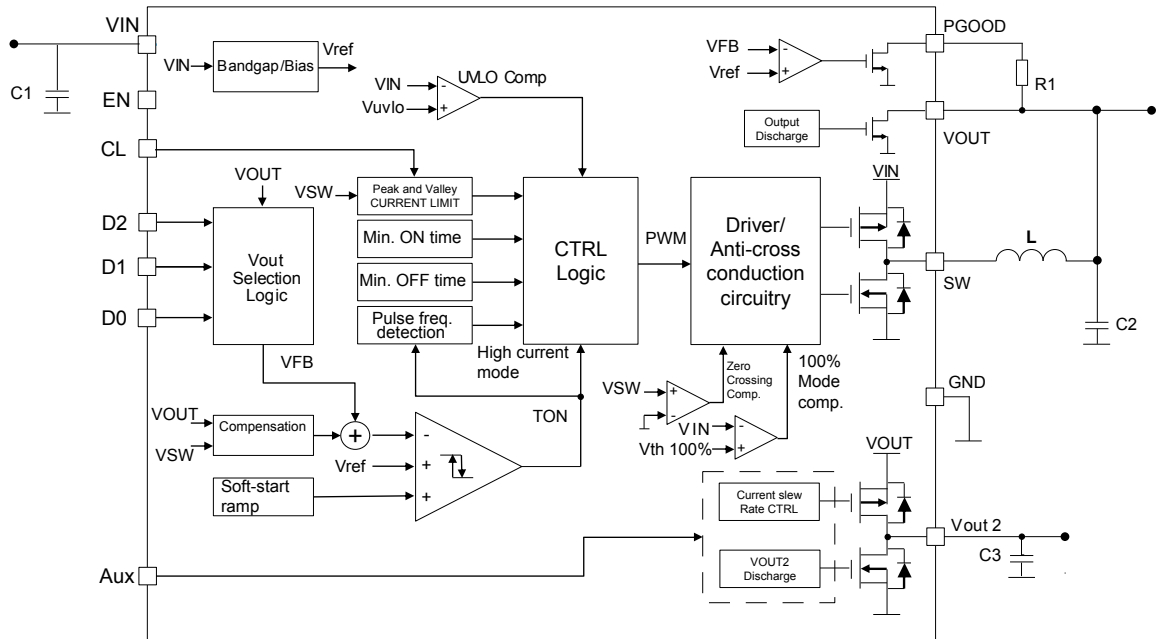 VIN
C1
EN
CL
D2
D1
D0
Aux
VIN
Bandgap/Bias
Vref
VIN
Vuvlo
-
+
UVLO Comp
VOUT
Vout
Selection
Logic
VFB
VSW
Peak and Valley
CURRENT LIMIT
Min. ON time
Min. OFF time
Pulse freq.
detection
High current
mode
CTRL
Logic
PWM
Driver/
Anti-cross
conduction
circuitry
VOUT
VSW
Compensation
+
Vref
Soft-start
ramp
-
+
+
TON
VSW
+
-
Zero
Crossing
Comp.
VIN
Vth 100%
-
+
100%
Mode
comp.
VFB
Vref
-
+
Output
Discharge
VIN
PGOOD
R1
VOUT
L
SW
C2
GND
VOUT
Current slew
Rate CTRL
VOUT2
Discharge
Vout 2
C3